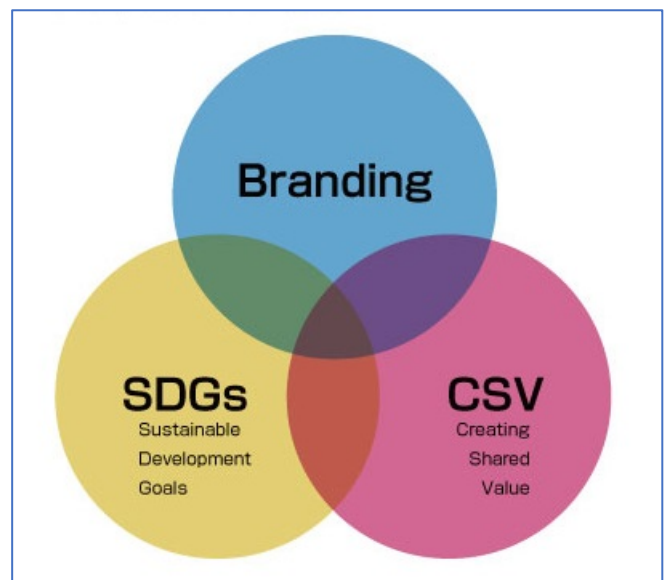 Branding
SDGs
Sustainable
Development
Goals
CSV
Creating
Shared
Value